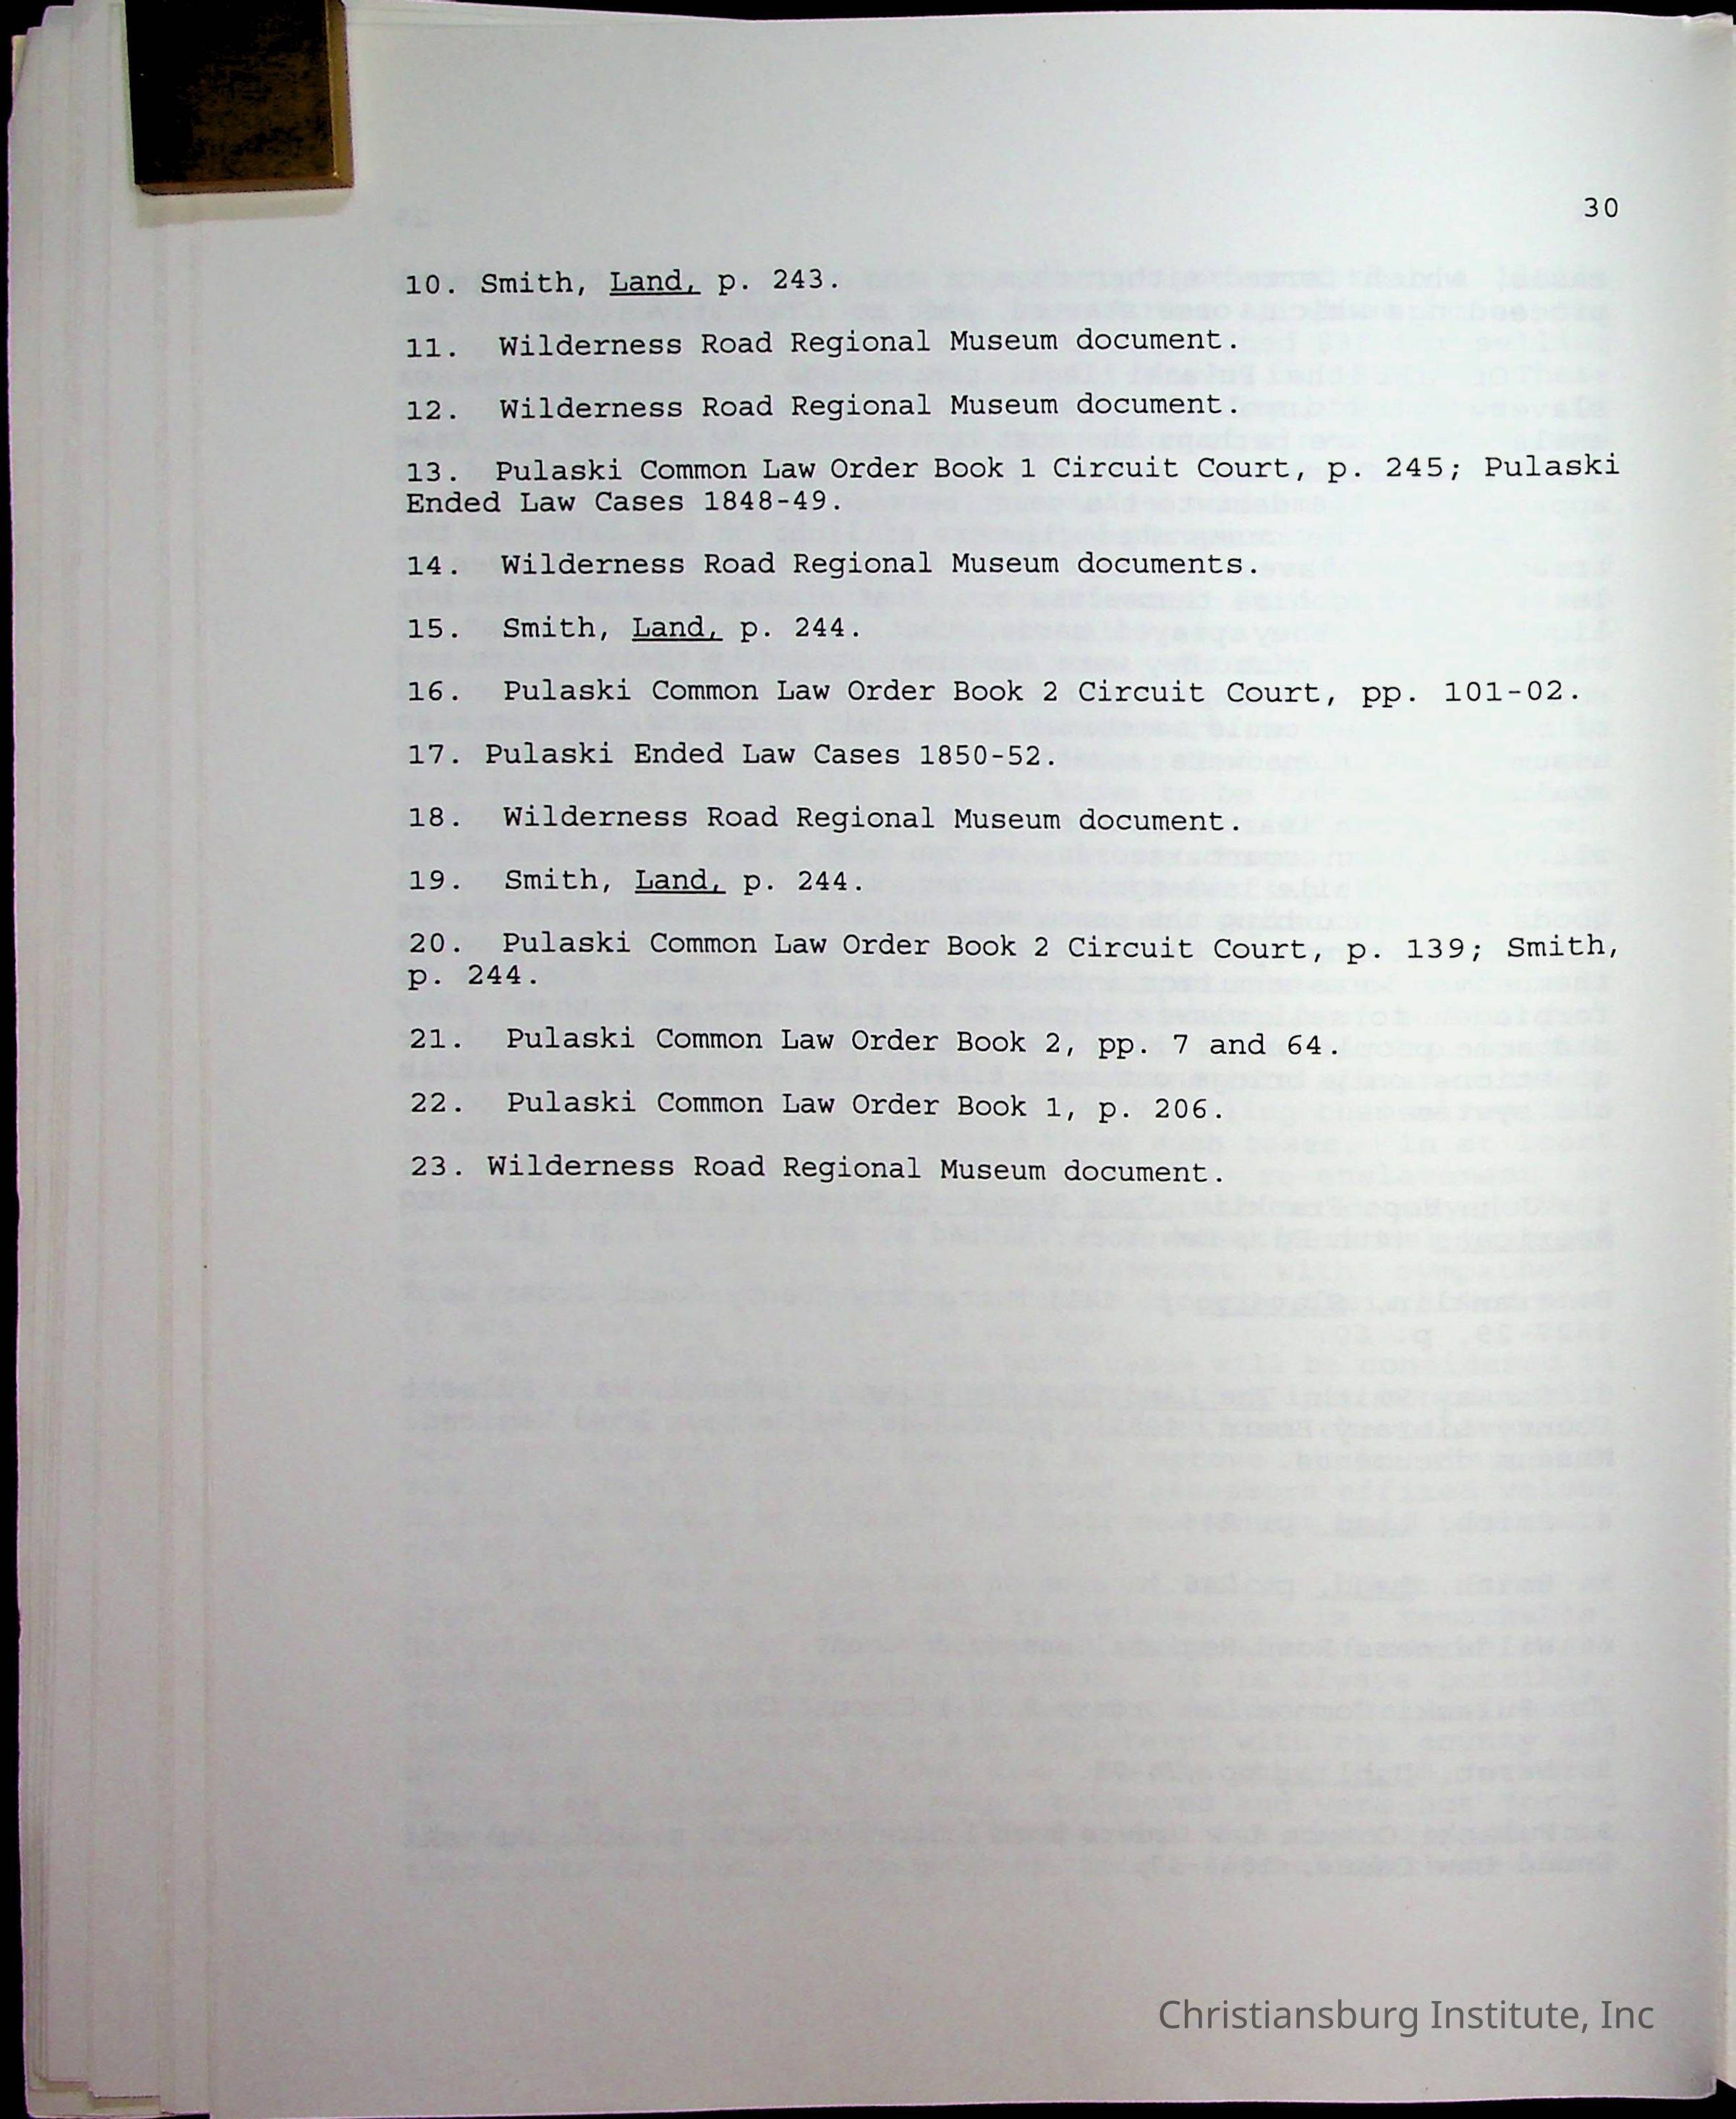 30
10. Smith, Land, p. 243.
11. Wilderness Road Regional Museum document.
12. Wilderness Road Regional Museum document.
13. Pulaski Common Law Order Book 1 Circuit Court, p. 245; Pulaski
Ended Law Cases 1848-49.
14. Wilderness Road Regional Museum documents.
15. Smith, Land, p. 244.
16. Pulaski Common Law Order Book 2 Circuit Court, pp. 101-02.
17. Pulaski Ended Law Cases 1850-52.
18. Wilderness Road Regional Museum document.
19. Smith, Land, p. 244.
20. Pulaski Common Law Order Book 2 Circuit Court, p. 139; Smith,
p. 244.
21. Pulaski Common Law Order Book 2, pp. 7 and 64.
22. Pulaski Common Law Order Book 1, p. 206.
23. Wilderness Road Regional Museum document.
Christiansburg Institute, Inc